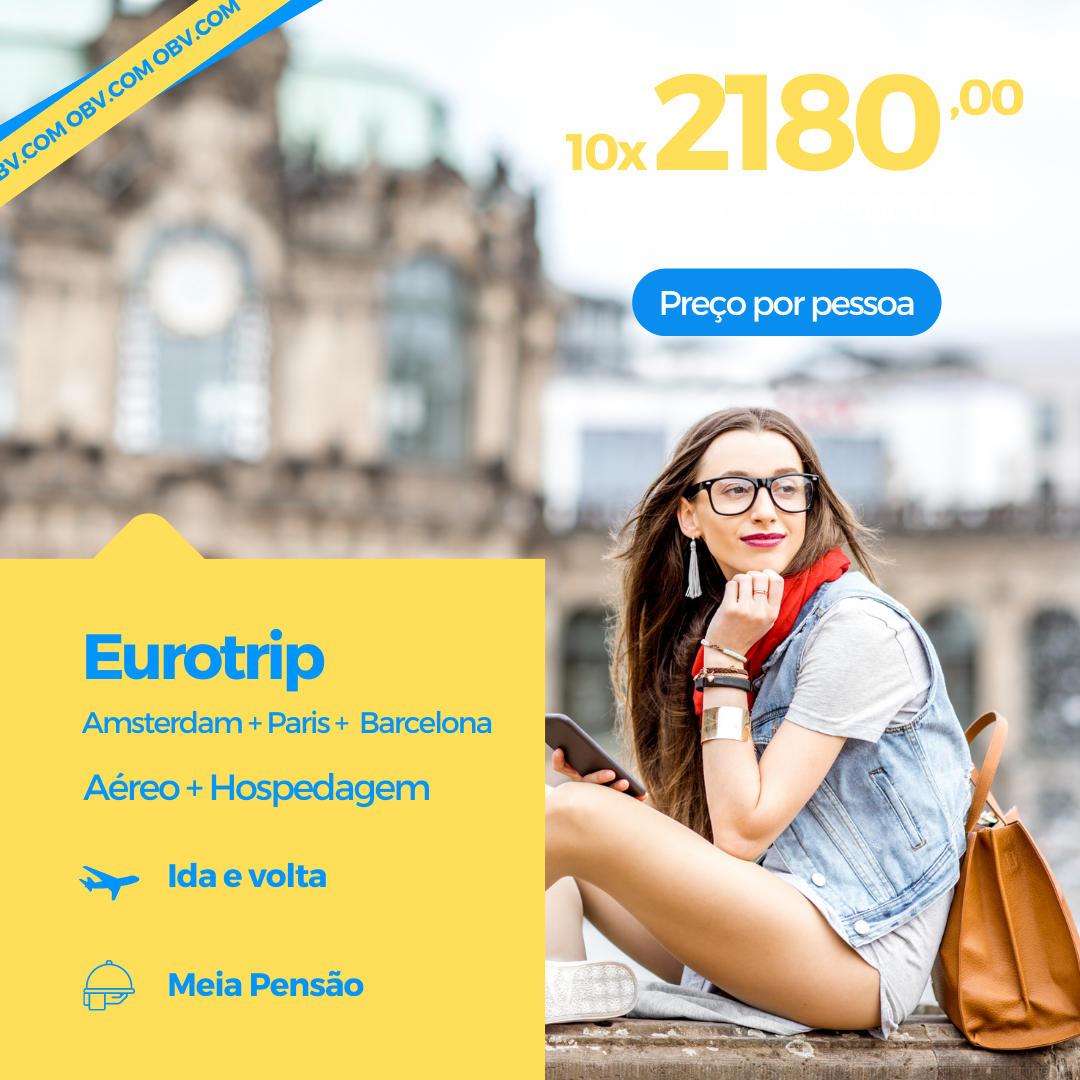 BV.COM OBV.COM OBV.COM
10x 2180,00
Preço por pessoa
Eurotrip
Amsterdam + Paris + Barcelona
Aéreo + Hospedagem
Ida e volta
Meia Pensão